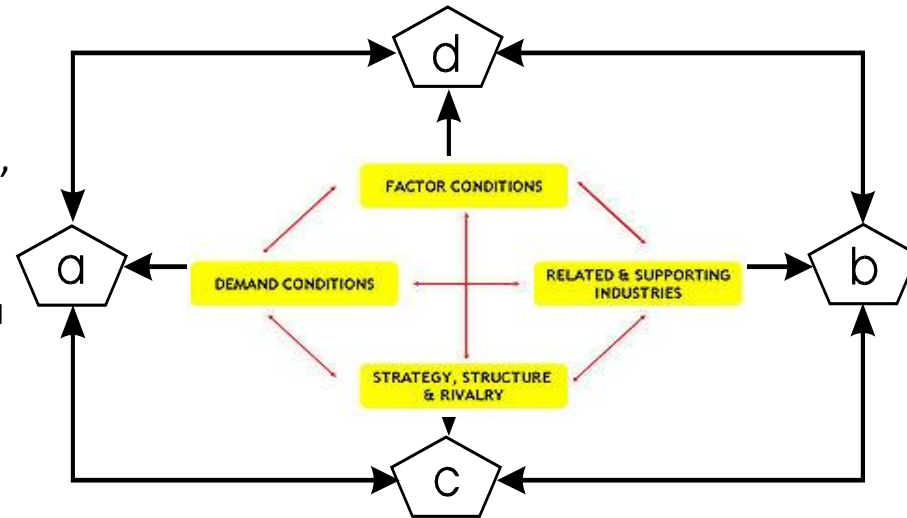 d
,
FACTOR CONDITIONS
a
DEMAND CONDITIONS
RELATED & SUPPORTING
INDUSTRIES
b
STRATEGY, STRUCTURE
& RIVALRY
c